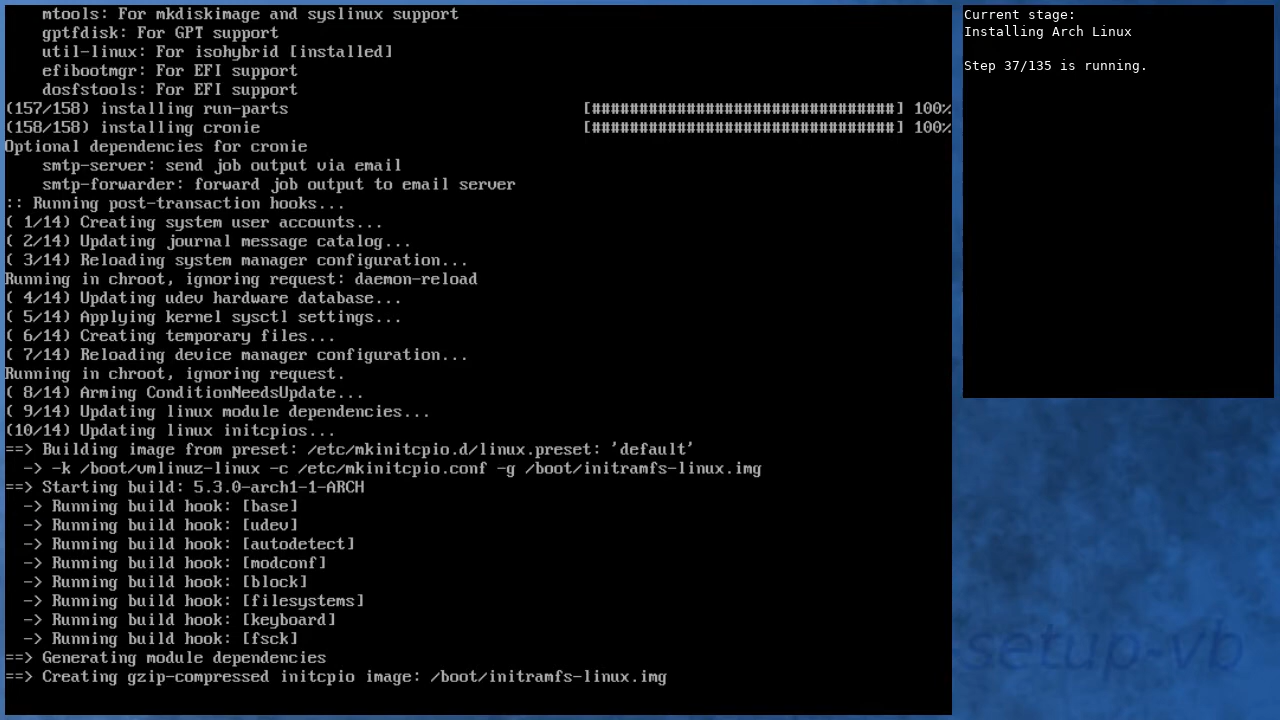 mtools: For mkdiskimage and syslinux support
gptfdisk: For GPT support
util-linux: For isohybrid [installed]
efibootmgr: For EFI support
dosfstools: For EFI support
(157/158) installing run-parts [################################] 100%
(158/158) installing cronie [################################] 100%
Optional dependencies for cronie
smtp-server: send job output via email
smtp-forwarder: forward job output to email server
:: Running post-transaction hooks...
( 1/14) Creating system user accounts...
( 2/14) Updating journal message catalog...
( 3/14) Reloading system manager configuration...
Running in chroot, ignoring request: daemon-reload
( 4/14) Updating udev hardware database...
( 5/14) Applying kernel sysctl settings...
( 6/14) Creating temporary files...
( 7/14) Reloading device manager configuration...
Running in chroot, ignoring request.
( 8/14) Arming ConditionNeedsUpdate...
( 9/14) Updating linux module dependencies...
(10/14) Updating linux initcpios...
==> Building image from preset: /etc/mkinitcpio.d/linux.preset: 'default'
-> -k /boot/vmlinuz-linux -c /etc/mkinitcpio.conf -g /boot/initramfs-linux.img
==> Starting build: 5.3.0-arch1-1-ARCH
-> Running build hook: [base]
-> Running build hook: [udev]
-> Running build hook: [autodetect]
-> Running build hook: [modconf]
-> Running build hook: [block]
-> Running build hook: [filesystems]
-> Running build hook: [keyboard]
-> Running build hook: [fsck]
==> Generating module dependencies
==> Creating gzip-compressed initcpio image: /boot/initramfs-linux.img
Current stage:
Installing Arch Linux
Step 37/135 is running.
-setup-vb